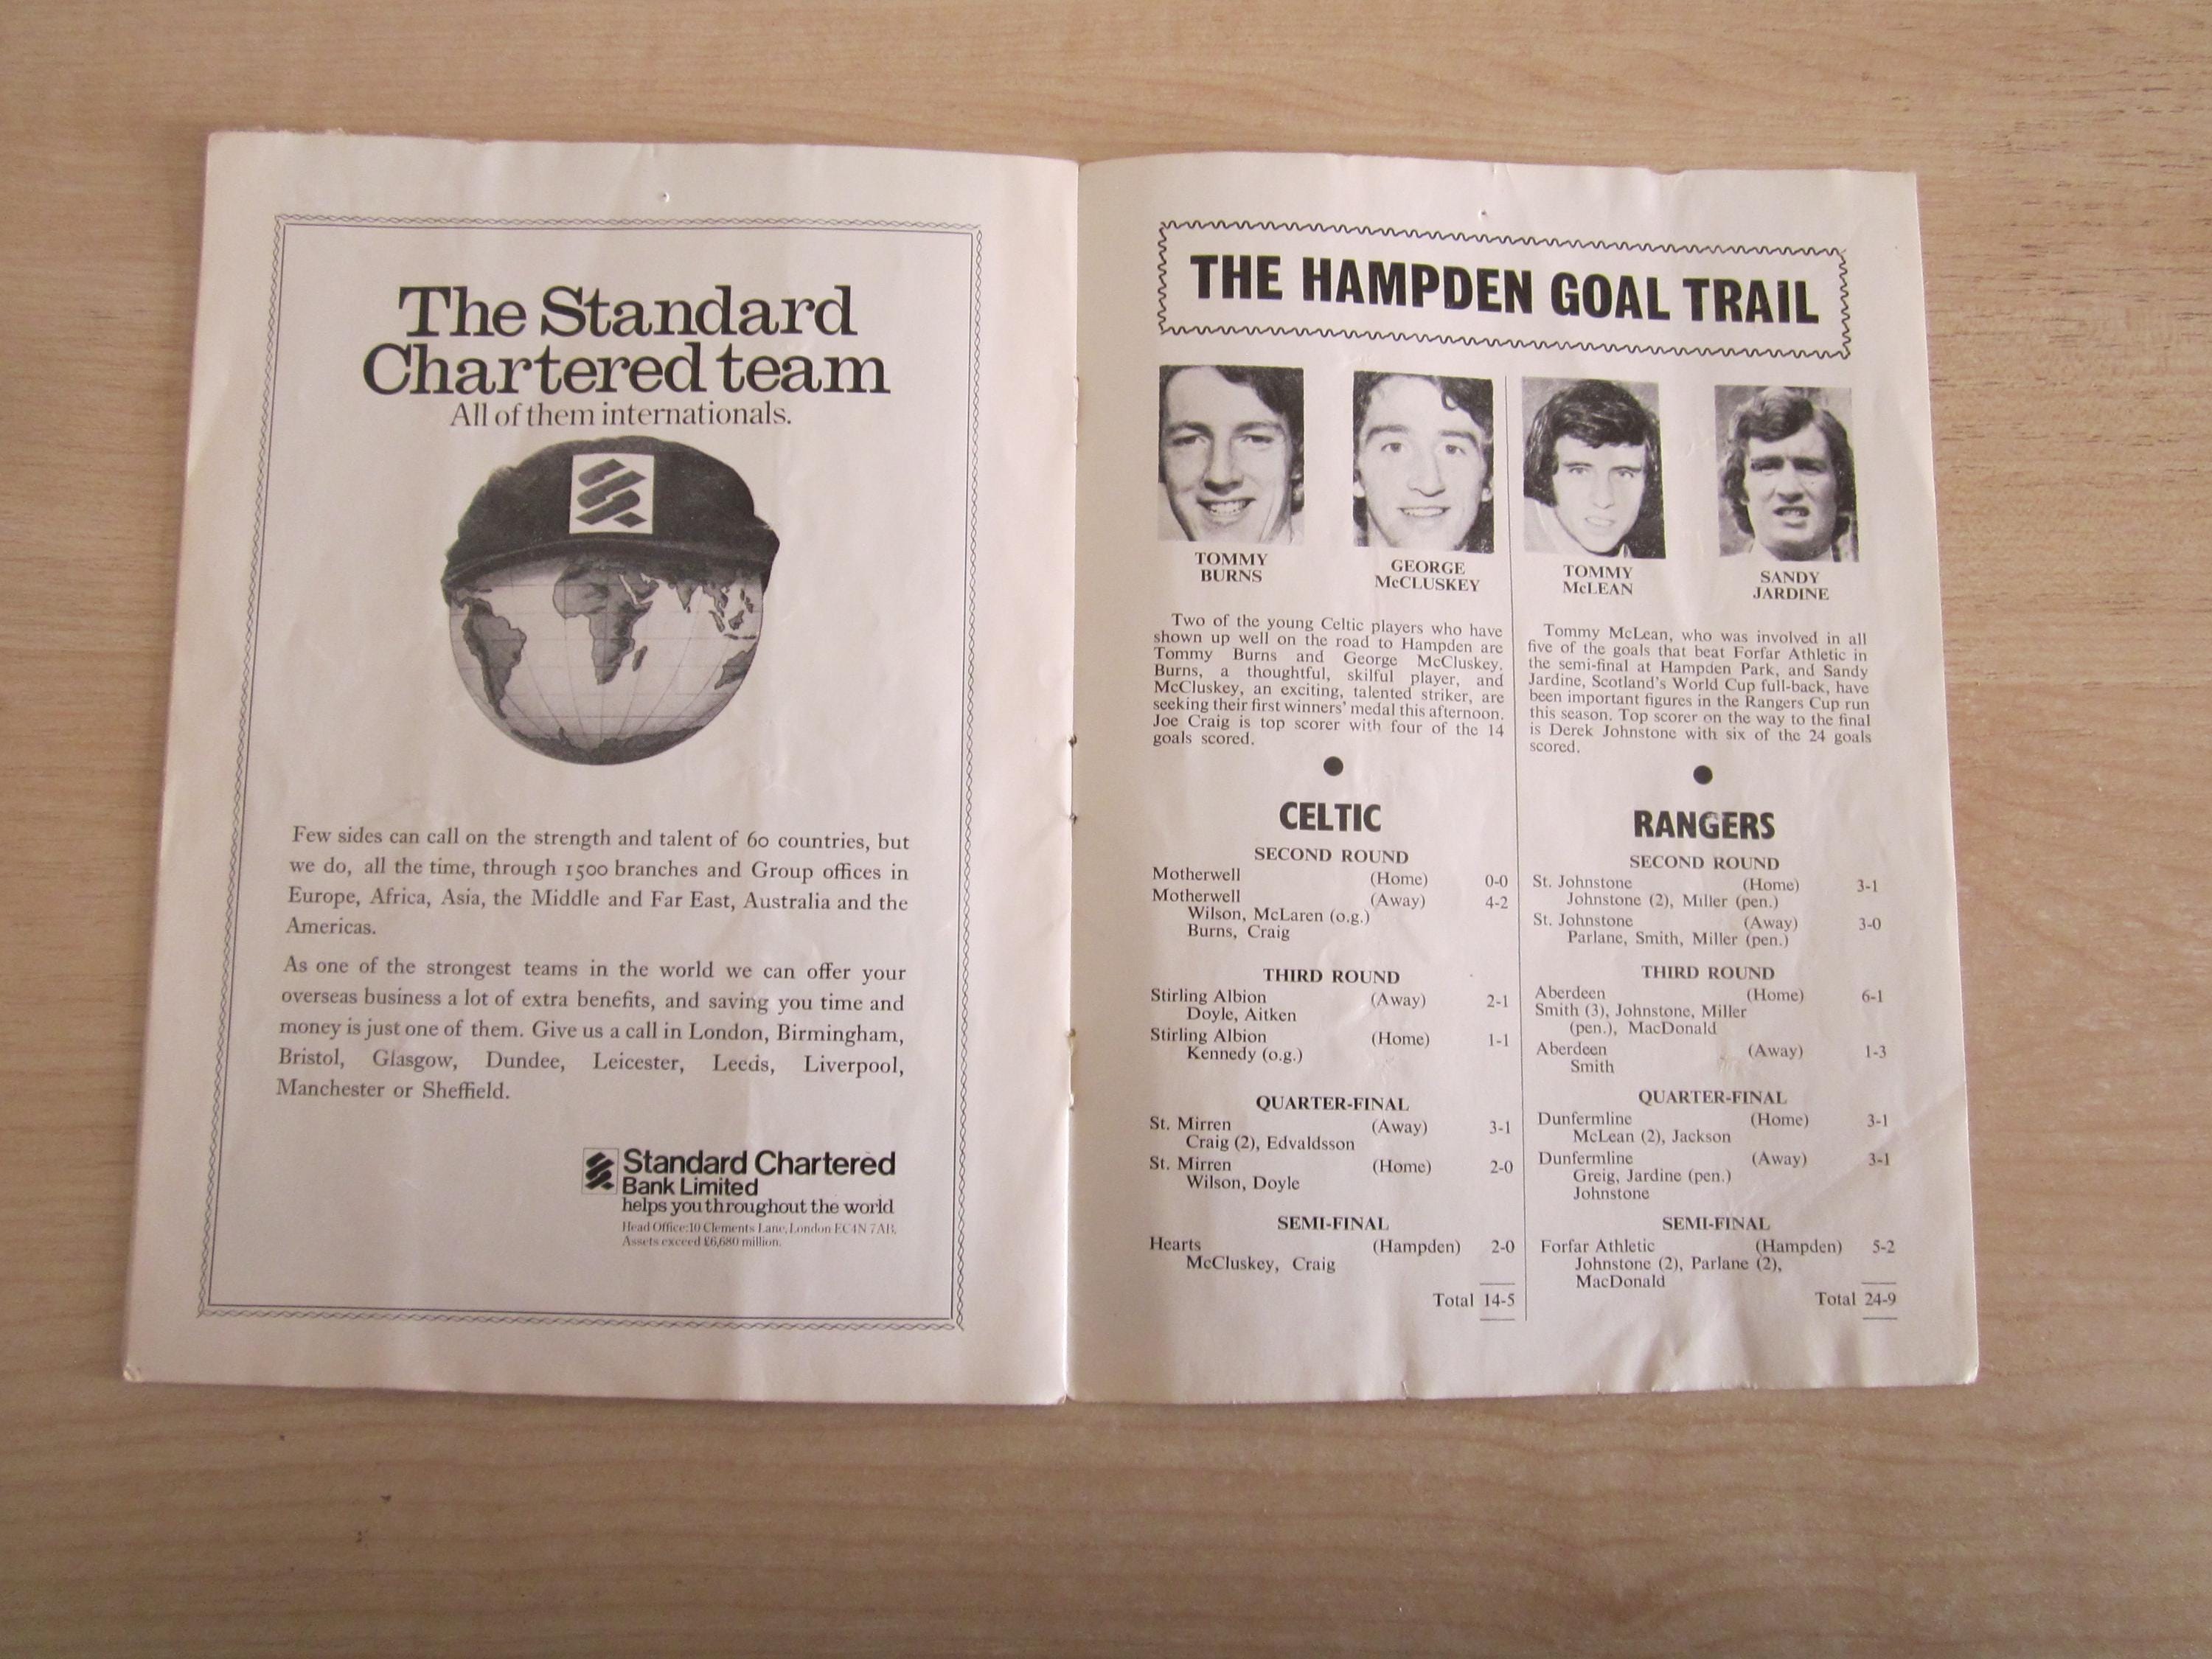 The Standard
Chartered team
All of them internationals.
Few sides can call on the strength and talent of 60 countries, but
we do, all the time, through 1500 branches and Group offices in
Europe, Africa, Asia, the Middle and Far East, Australia and the
Americas.
As one of the strongest teams in the world we can offer your
overseas business a lot of extra benefits, and saving you time and
money is just one of them. Give us a call in London, Birmingham,
Bristol, Glasgow, Dundee, Leicester, Leeds, Liverpool,
Manchester or Sheffield.
Standard Chartered
Bank Limited
helps you throughout the world
Head Office: 10 Clements Lane, London EC4N 7AB.
Assets exceed £6,680 million.
THE HAMPDEN GOAL TRAIL
TOMMY
BURNS
GEORGE
McCLUSKEY
TOMMY
McLEAN
SANDY
JARDINE
Two of the young Celtic players who have
shown up well on the road to Hampden are
Tommy Burns and George McCluskey.
Burns, a thoughtful, skilful player, and
McCluskey, an exciting, talented striker, are
seeking their first winners' medal this afternoon.
Joe Craig is top scorer with four of the 14
goals scored.
CELTIC
SECOND ROUND
Motherwell (Home) 0-0
Motherwell (Away) 4-2
Wilson, McLaren (o.g.)
Burns, Craig
THIRD ROUND
Stirling Albion (Away) 2-1
Doyle, Aitken
Stirling Albion (Home) 1-1
Kennedy (o.g.)
QUARTER-FINAL
St. Mirren (Away) 3-1
Craig (2), Edvaldsson
St. Mirren (Home) 2-0
Wilson, Doyle
SEMI-FINAL
Hearts (Hampden) 2-0
McCluskey, Craig
Total 14-5
Tommy McLean, who was involved in all
five of the goals that beat Forfar Athletic in
the semi-final at Hampden Park, and Sandy
Jardine, Scotland's World Cup full-back, have
been important figures in the Rangers Cup run
this season. Top scorer on the way to the final
is Derek Johnstone with six of the 24 goals
scored.
RANGERS
SECOND ROUND
St. Johnstone (Home) 3-1
Johnstone (2), Miller (pen.)
St. Johnstone (Away) 3-0
Parlane, Smith, Miller (pen.)
THIRD ROUND
Aberdeen (Home) 6-1
Smith (3), Johnstone, Miller
(pen.), MacDonald
Aberdeen (Away) 1-3
Smith
QUARTER-FINAL
Dunfermline (Home) 3-1
McLean (2), Jackson
Dunfermline (Away) 3-1
Greig, Jardine (pen.)
Johnstone
SEMI-FINAL
Forfar Athletic (Hampden) 5-2
Johnstone (2), Parlane (2),
MacDonald
Total 24-9